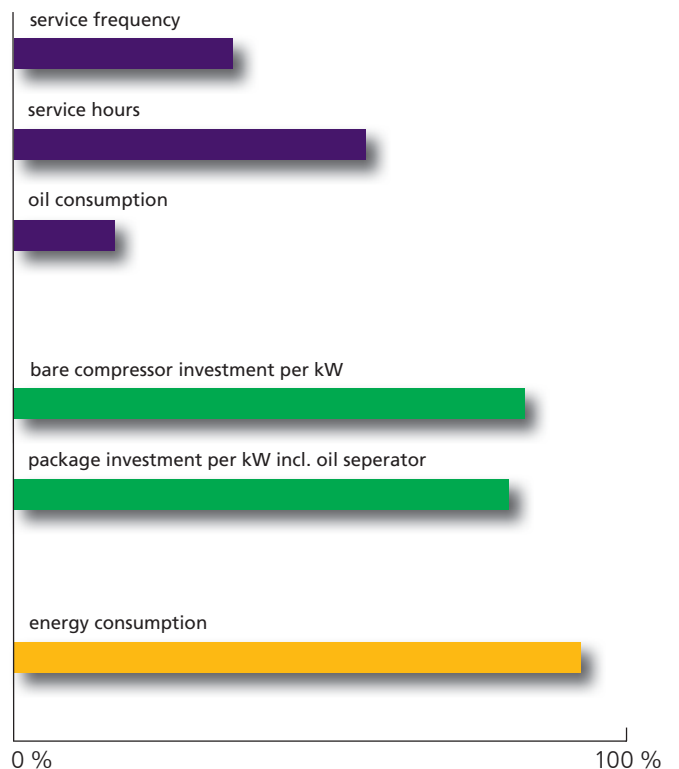 service frequency
service hours
oil consumption
bare compressor investment per kW
package investment per kW incl. oil seperator
energy consumption
0 %
100 %